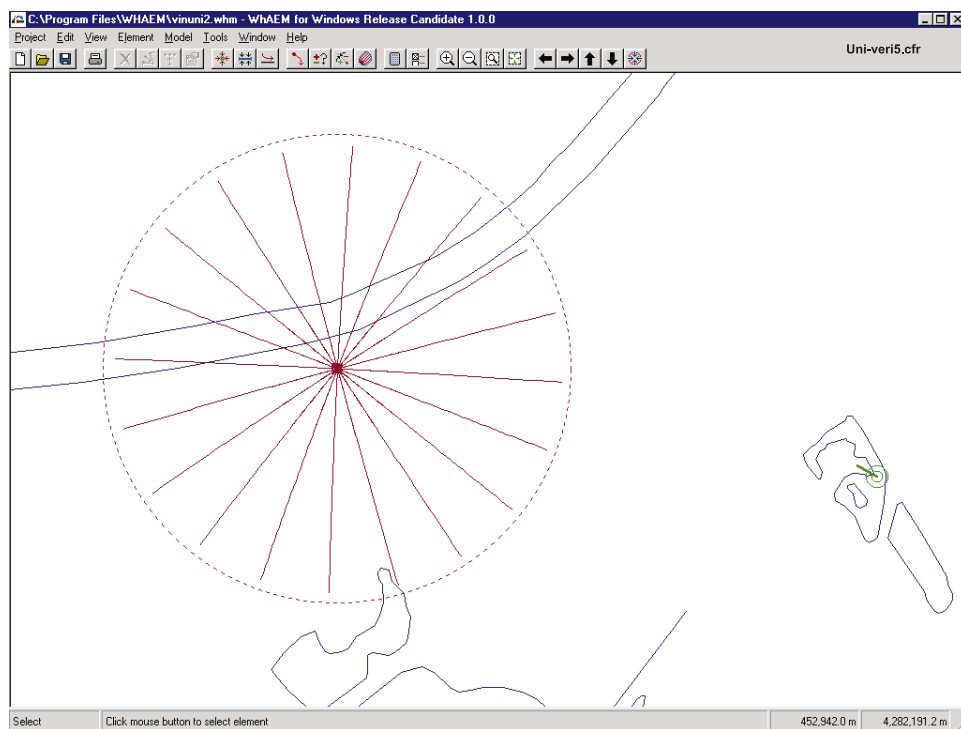 C:\Program Files\WHAEM\vinuni2.whm - WhAEM for Windows Release Candidate 1.0.0
Project Edit View Element Model Tools Window Help
Uni-veri5.cfr
Select Click mouse button to select element 452,942.0 m 4,282,191.2 m